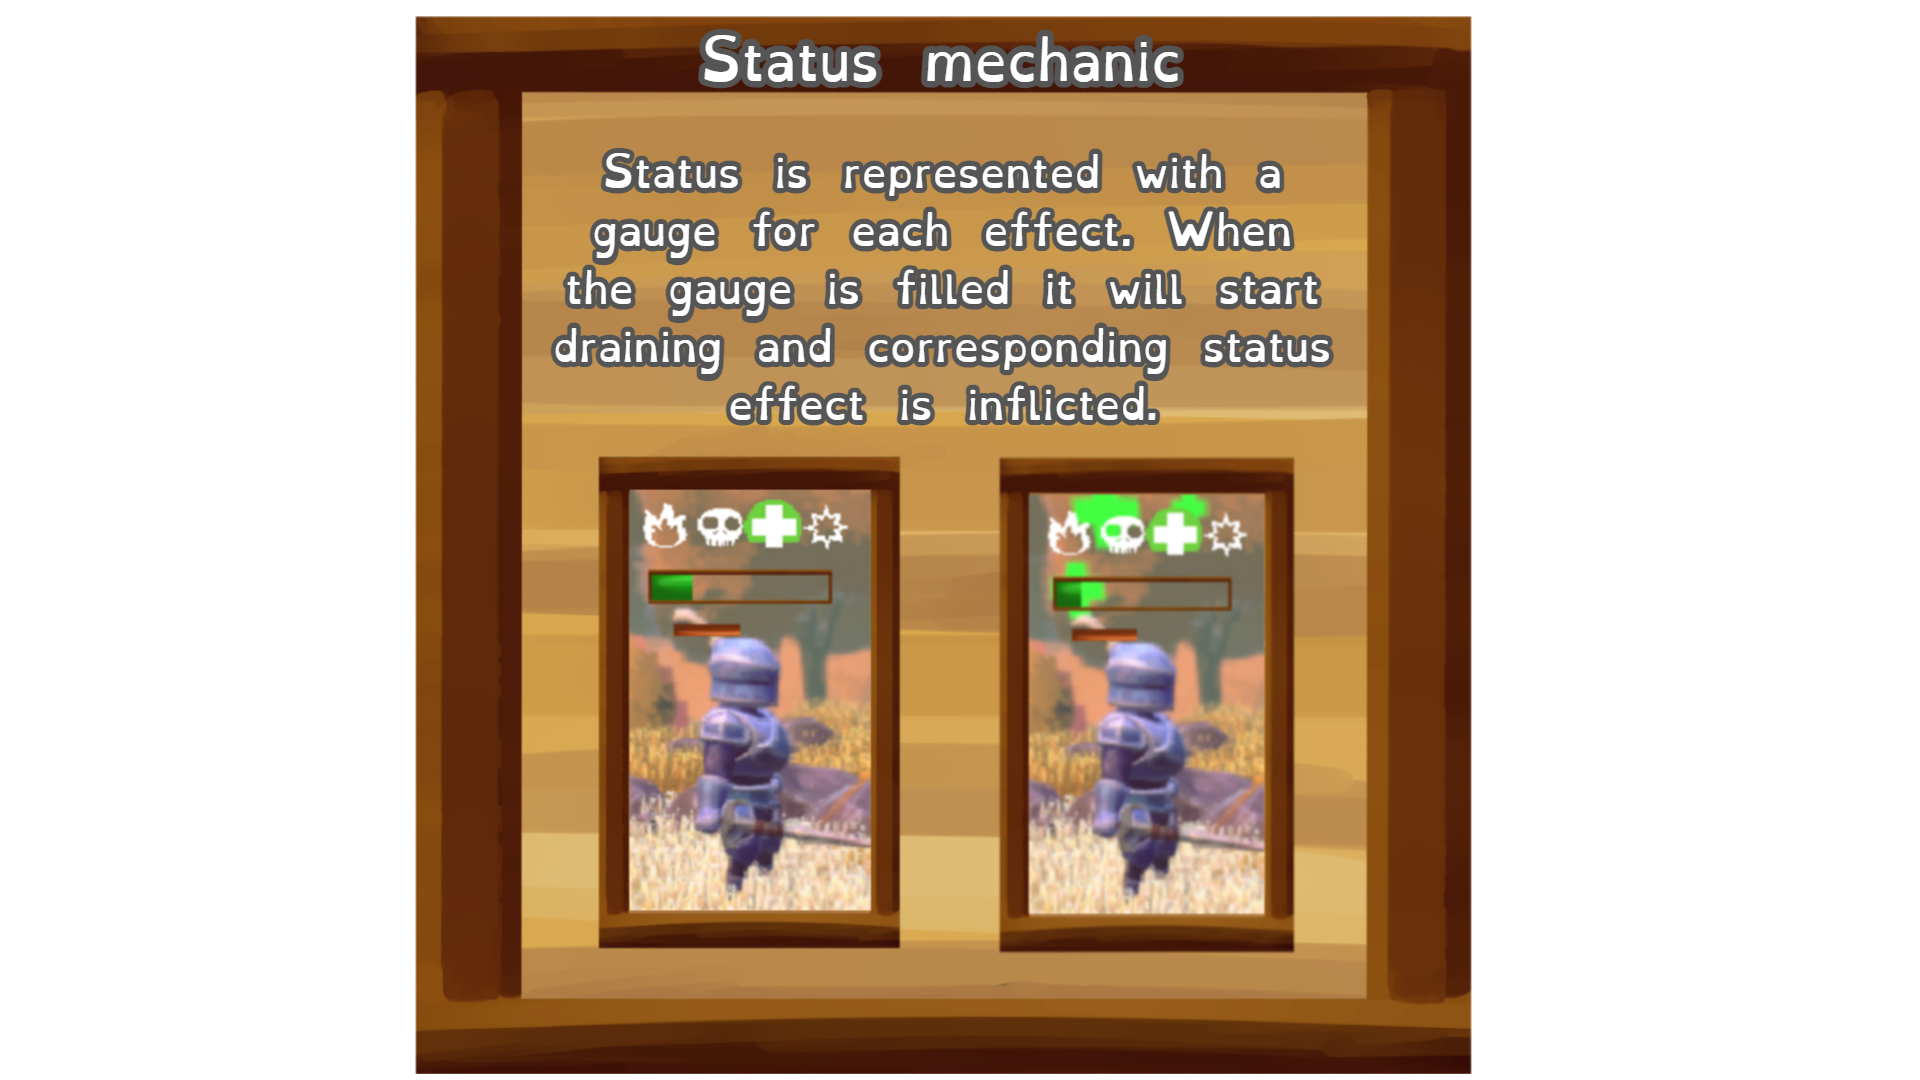 Status mechanic
Status is represented with a
gauge for each effect. When
the gauge is filled it will start
draining and corresponding status
effect is inflicted.